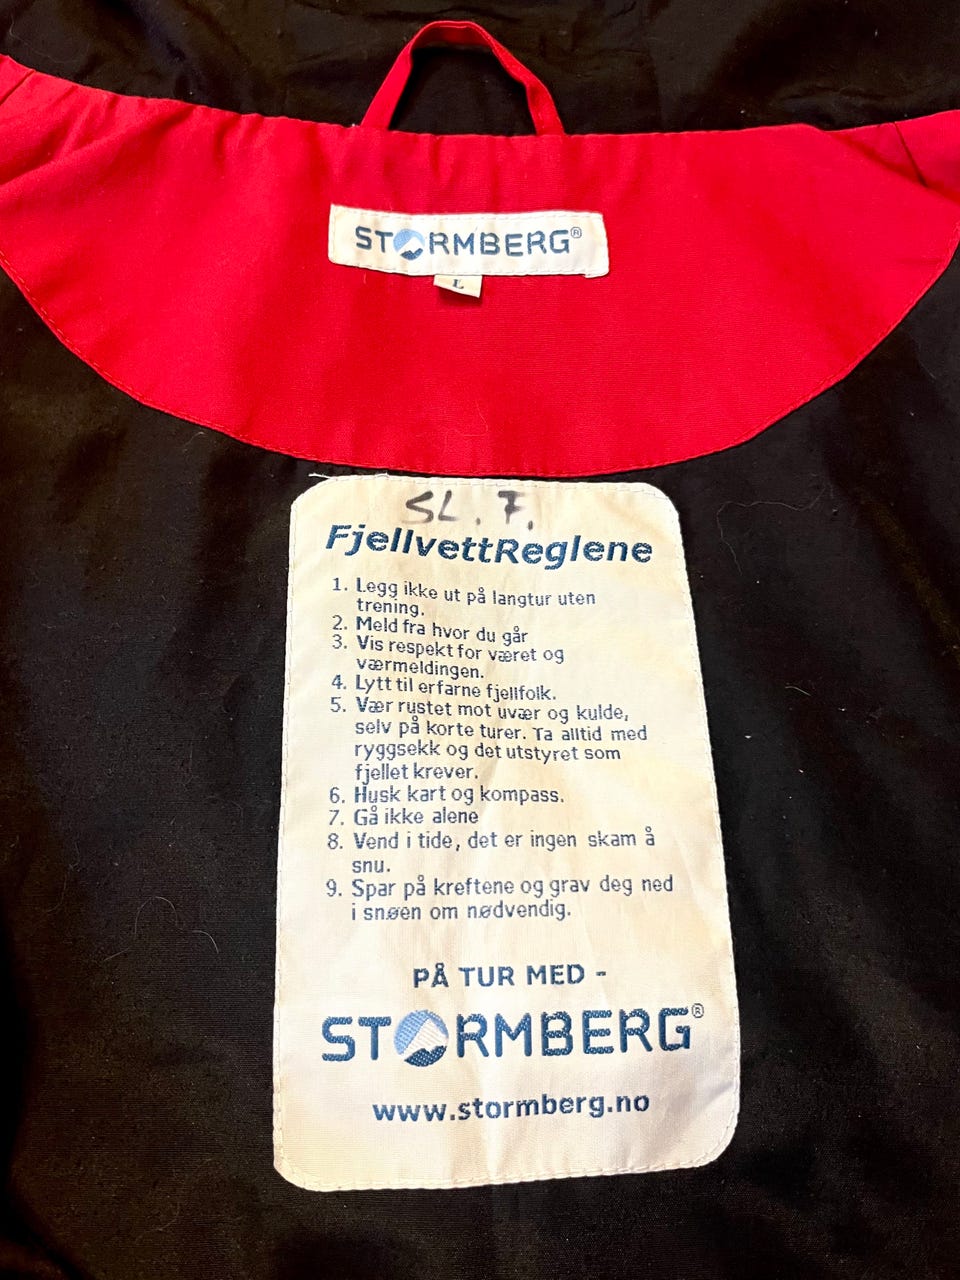 STORMBERG®
L
SL. F.
FjellvettReglene
1. Legg ikke ut på langtur uten
trening.
2. Meld fra hvor du går
3. Vis respekt for været og
værmeldingen.
4. Lytt til erfarne fjellfolk.
5. Vær rustet mot uvær og kulde,
selv på korte turer. Ta alltid med
ryggsekk og det utstyret som
fjellet krever.
6. Husk kart og kompass.
7. Gå ikke alene
8. Vend i tide, det er ingen skam å
snu.
9. Spar på kreftene og grav deg ned
i snøen om nødvendig.
PÅ TUR MED -
STORMBERG®
www.stormberg.no